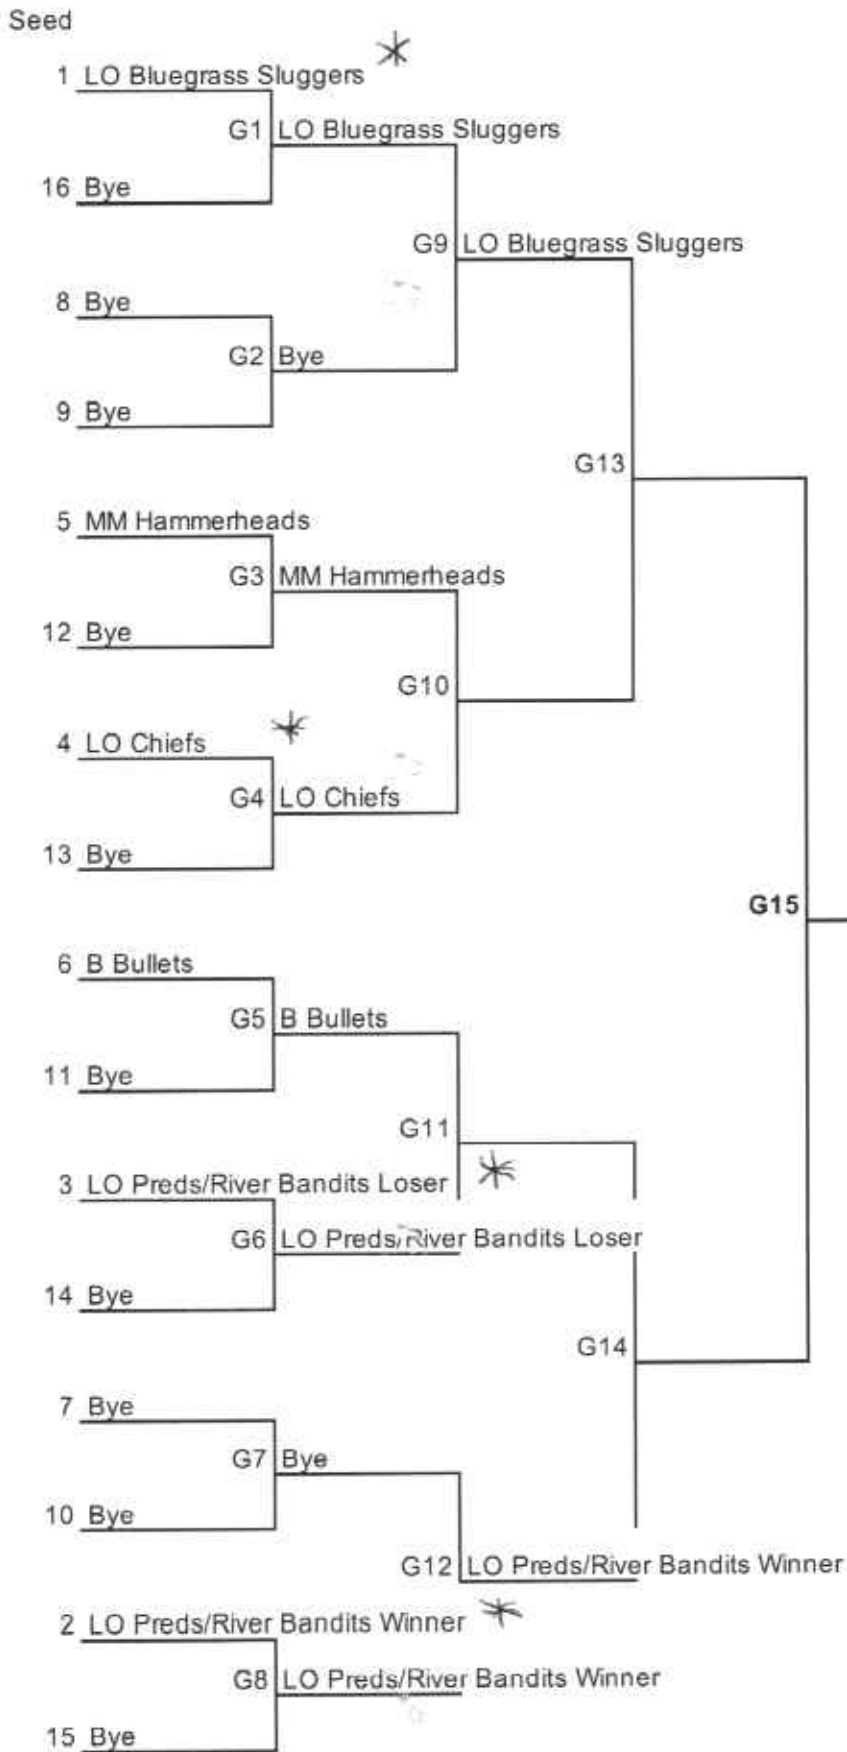 Seed
1 LO Bluegrass Sluggers
G1 LO Bluegrass Sluggers
16 Bye
G9 LO Bluegrass Sluggers
8 Bye
G2 Bye
9 Bye
G13
5 MM Hammerheads
G3 MM Hammerheads
12 Bye
G10
4 LO Chiefs
G4 LO Chiefs
13 Bye
G15
6 B Bullets
G5 B Bullets
11 Bye
G11
3 LO Preds/River Bandits Loser
G6 LO Preds/River Bandits Loser
14 Bye
G14
7 Bye
G7 Bye
10 Bye
G12 LO Preds/River Bandits Winner
2 LO Preds/River Bandits Winner
G8 LO Preds/River Bandits Winner
15 Bye